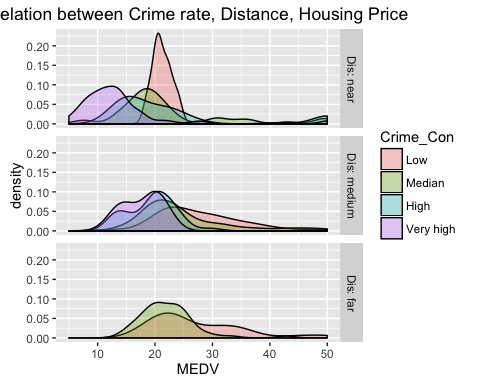 elation between Crime rate, Distance, Housing Price
0.20
0.15
0.10
0.05
0.00
Dis: near
0.20
0.15
0.10
0.05
0.00
Dis: medium
0.20
0.15
0.10
0.05
0.00
Dis: far
density
10 20 30 40 50
MEDV
Crime_Con
Low
Median
High
Very high